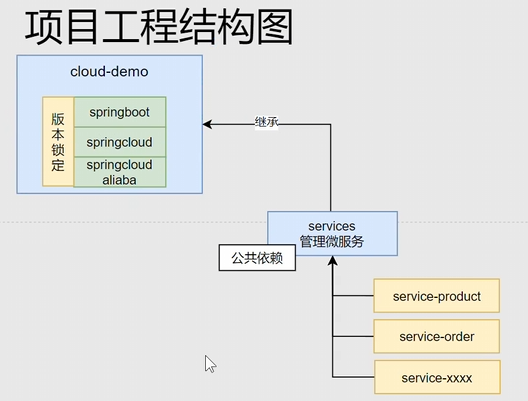 项目工程结构图
cloud-demo
版本锁定
springboot
springcloud
springcloud
aliaba
继承
services
管理微服务
公共依赖
service-product
service-order
service-xxxx